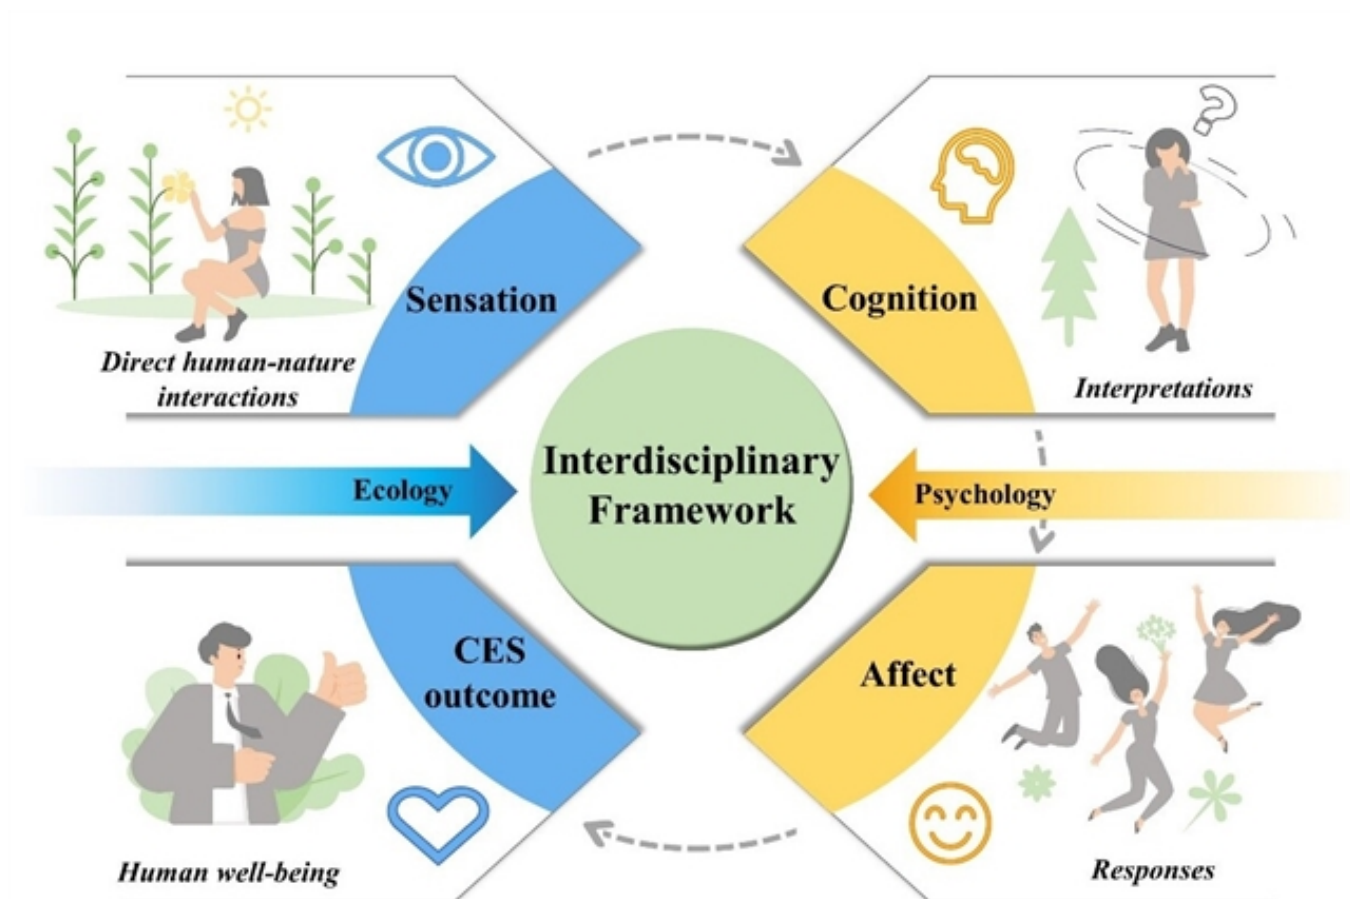 Sensation
Direct human-nature
interactions
Cognition
Interpretations
Interdisciplinary
Framework
Ecology
Psychology
CES
outcome
Human well-being
Affect
Responses